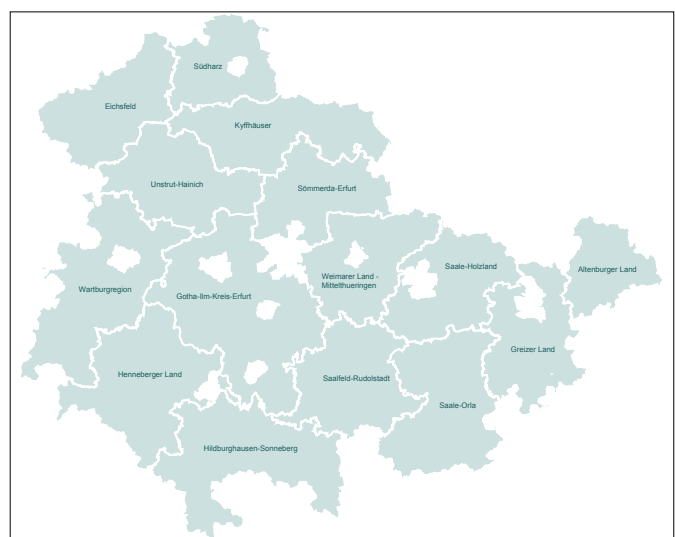 Südharz
Eichsfeld
Kyffhäuser
Unstrut-Hainich
Sömmerda-Erfurt
Saale-Holzland
Altenburger Land
Weimarer Land -
Mittelthueringen
Wartburgregion
Gotha-Ilm-Kreis-Erfurt
Greizer Land
Henneberger Land
Saalfeld-Rudolstadt
Saale-Orla
Hildburghausen-Sonneberg